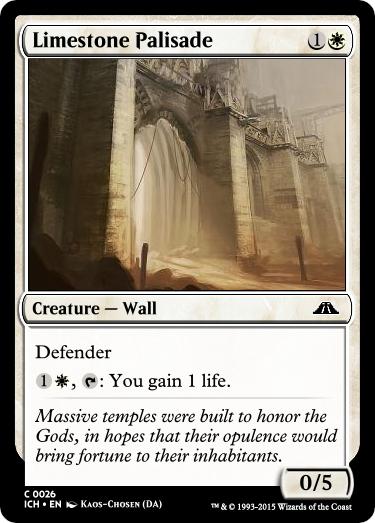 Limestone Palisade 1
Creature — Wall
Defender
1 , : You gain 1 life.
Massive temples were built to honor the
Gods, in hopes that their opulence would
bring fortune to their inhabitants.
0/5
C 0026
ICH • EN Kaos-Chosen (DA)
™ & © 1993-2015 Wizards of the Coast